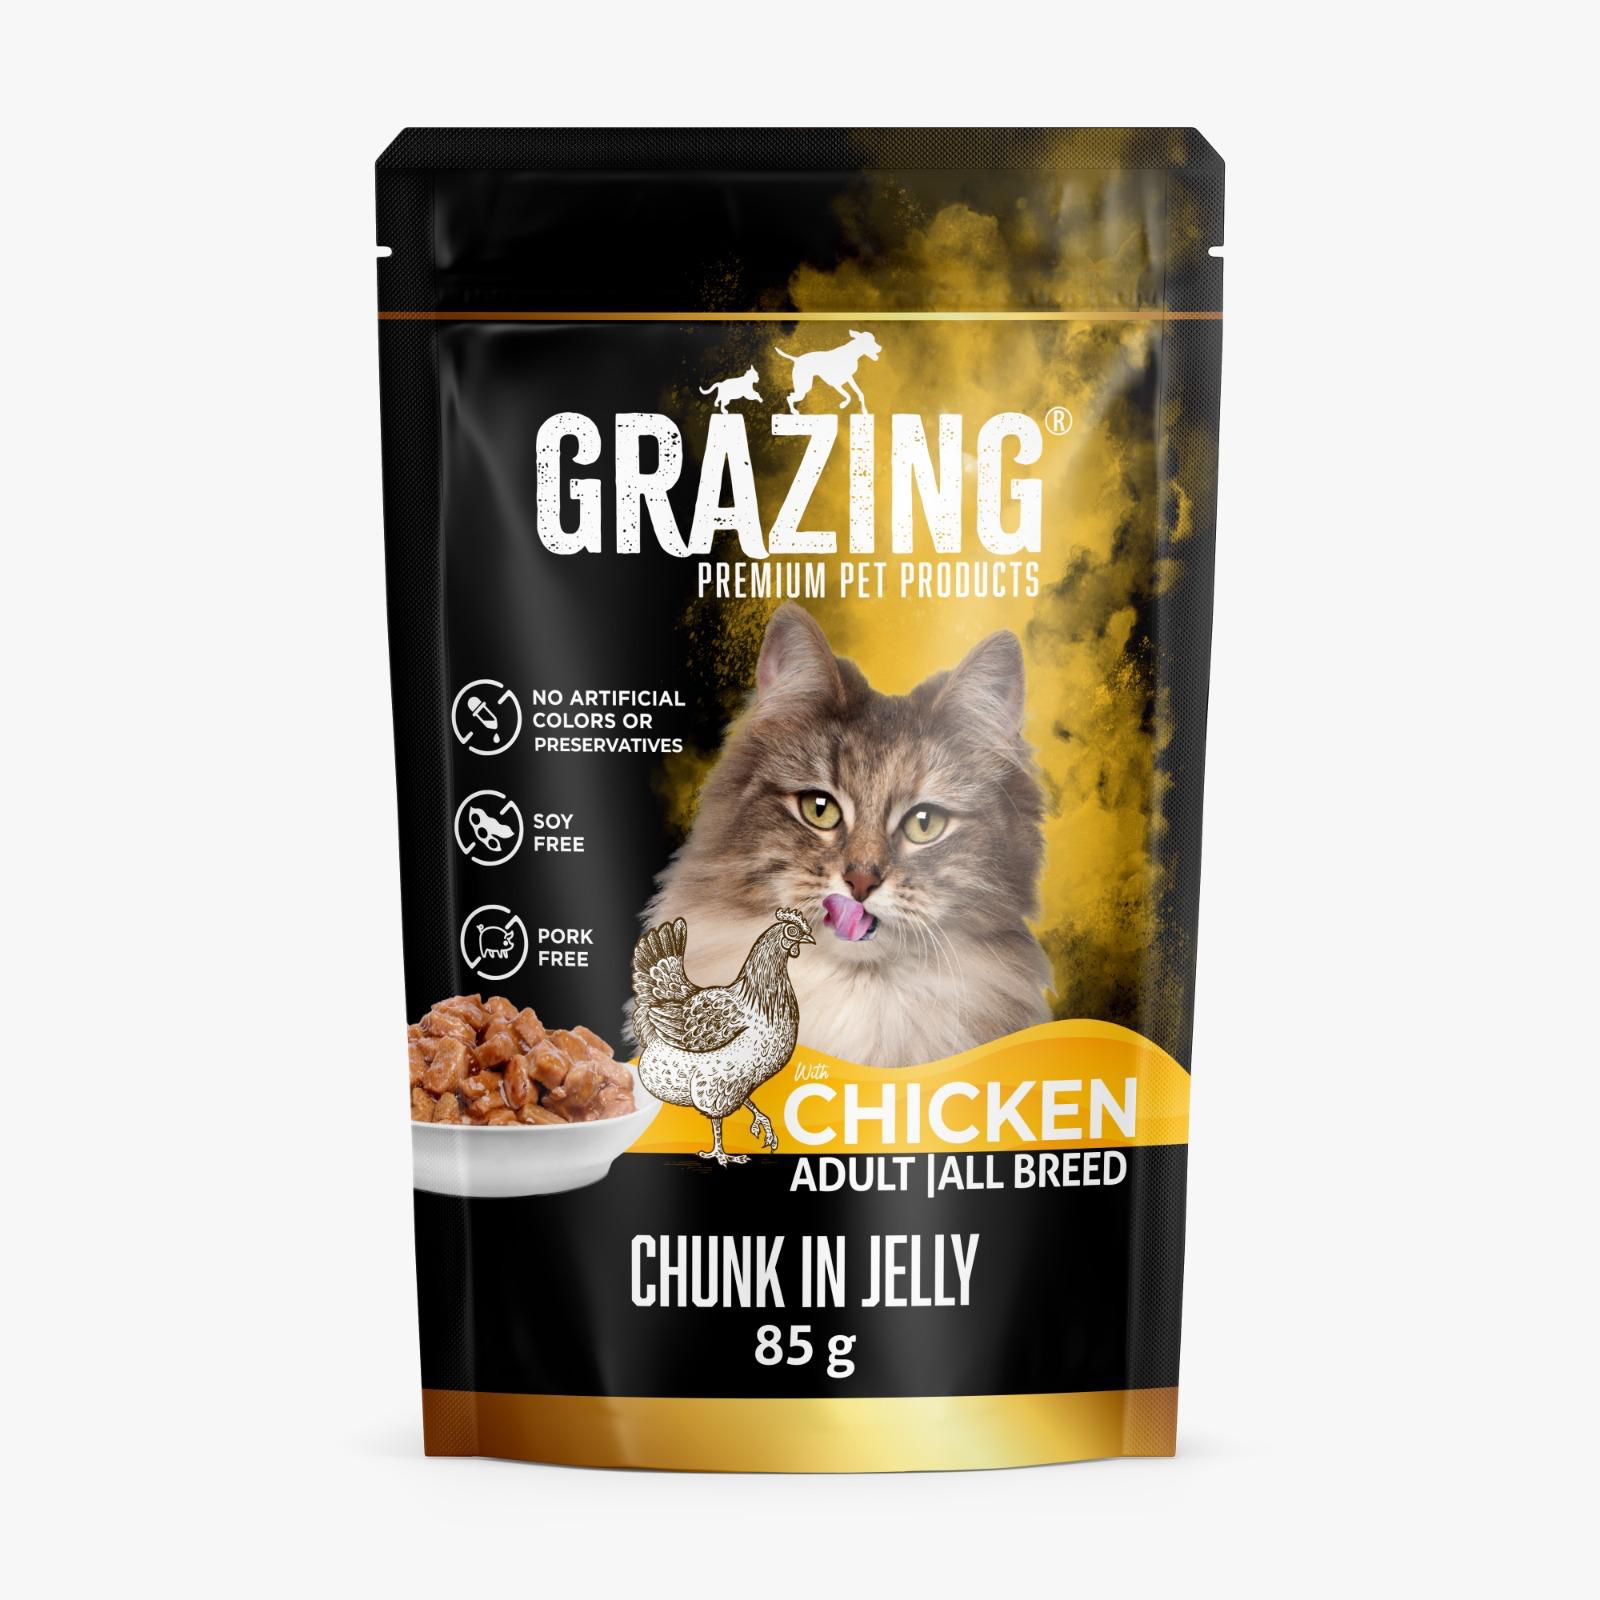 GRAZING®
PREMIUM PET PRODUCTS
NO ARTIFICIAL
COLORS OR
PRESERVATIVES
SOY
FREE
PORK
FREE
With
CHICKEN
ADULT |ALL BREED
CHUNK IN JELLY
85 g